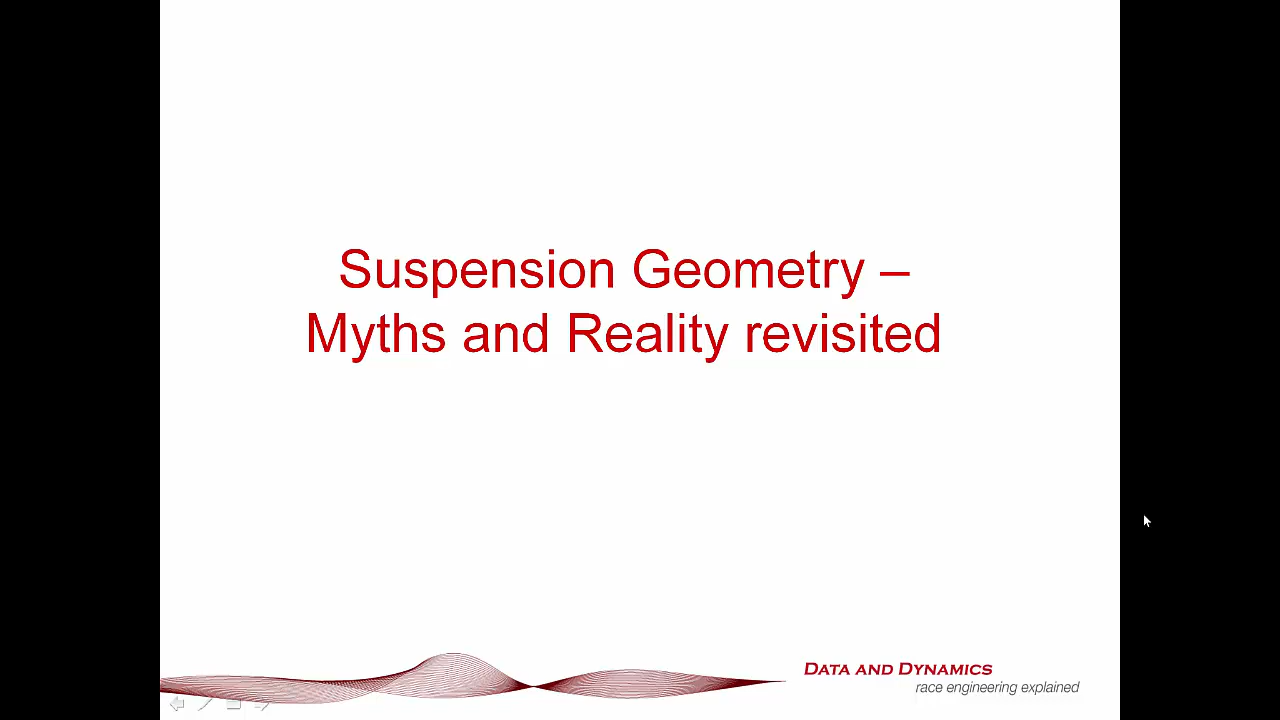 Suspension Geometry –
Myths and Reality revisited
DATA AND DYNAMICS
race engineering explained